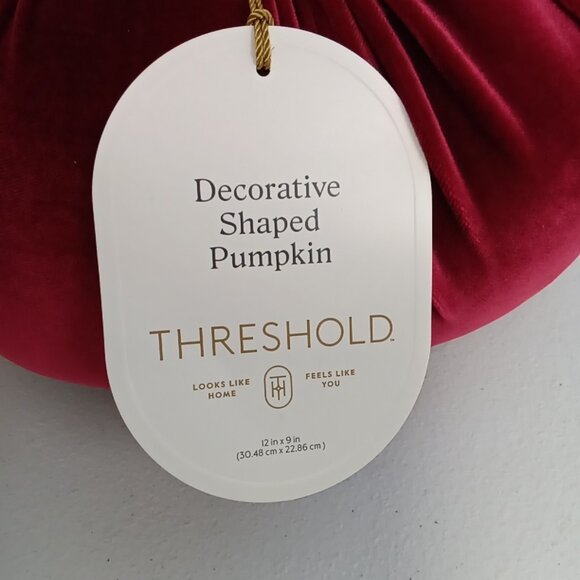 Decorative
Shaped
Pumpkin
THRESHOLD™
LOOKS LIKE
HOME
FEELS LIKE
YOU
12 in x 9 in
(30.48 cm x 22.86 cm)